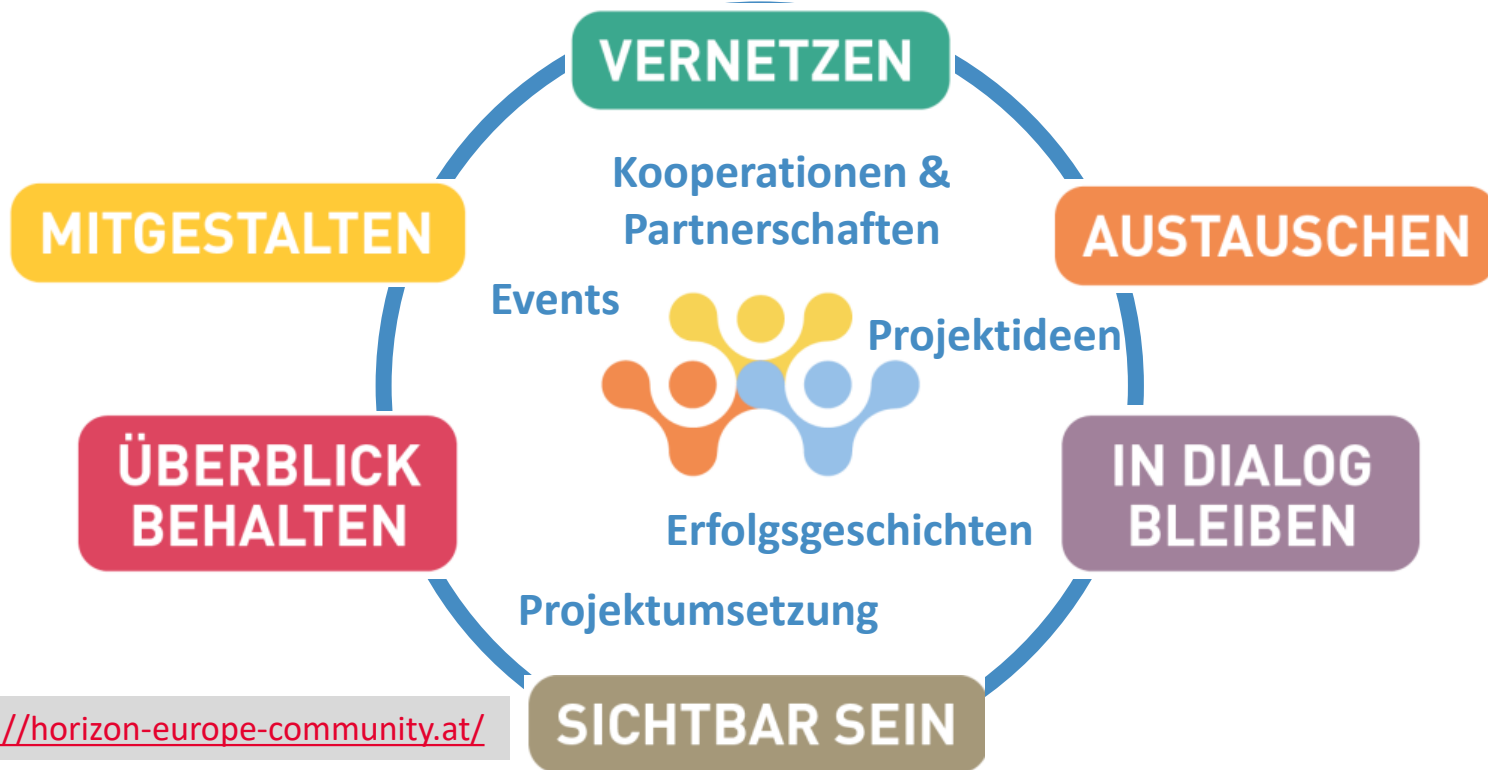 VERNETZEN
Kooperationen &
Partnerschaften
MITGESTALTEN
AUSTAUSCHEN
Events
Projektideen
ÜBERBLICK
BEHALTEN
IN DIALOG
BLEIBEN
Erfolgsgeschichten
Projektumsetzung
SICHTBAR SEIN
//horizon-europe-community.at/